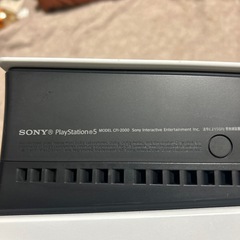 SONY® PlayStation®5 MODEL CFI-2000 Sony Interactive Entertainment Inc.